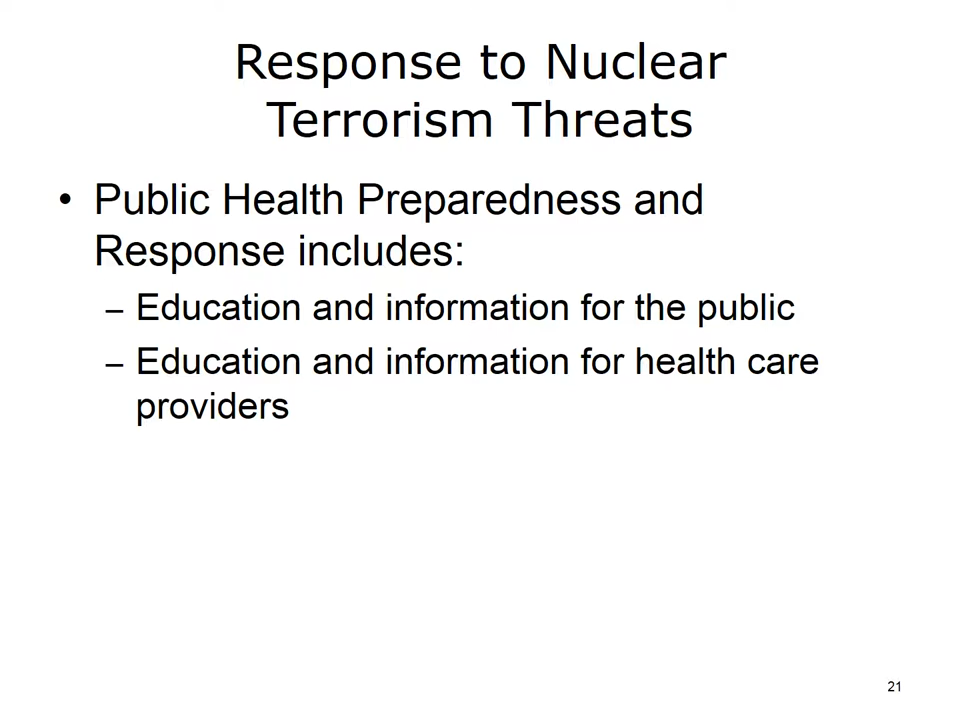 Response to Nuclear
Terrorism Threats
• Public Health Preparedness and
Response includes:
– Education and information for the public
– Education and information for health care
providers
21